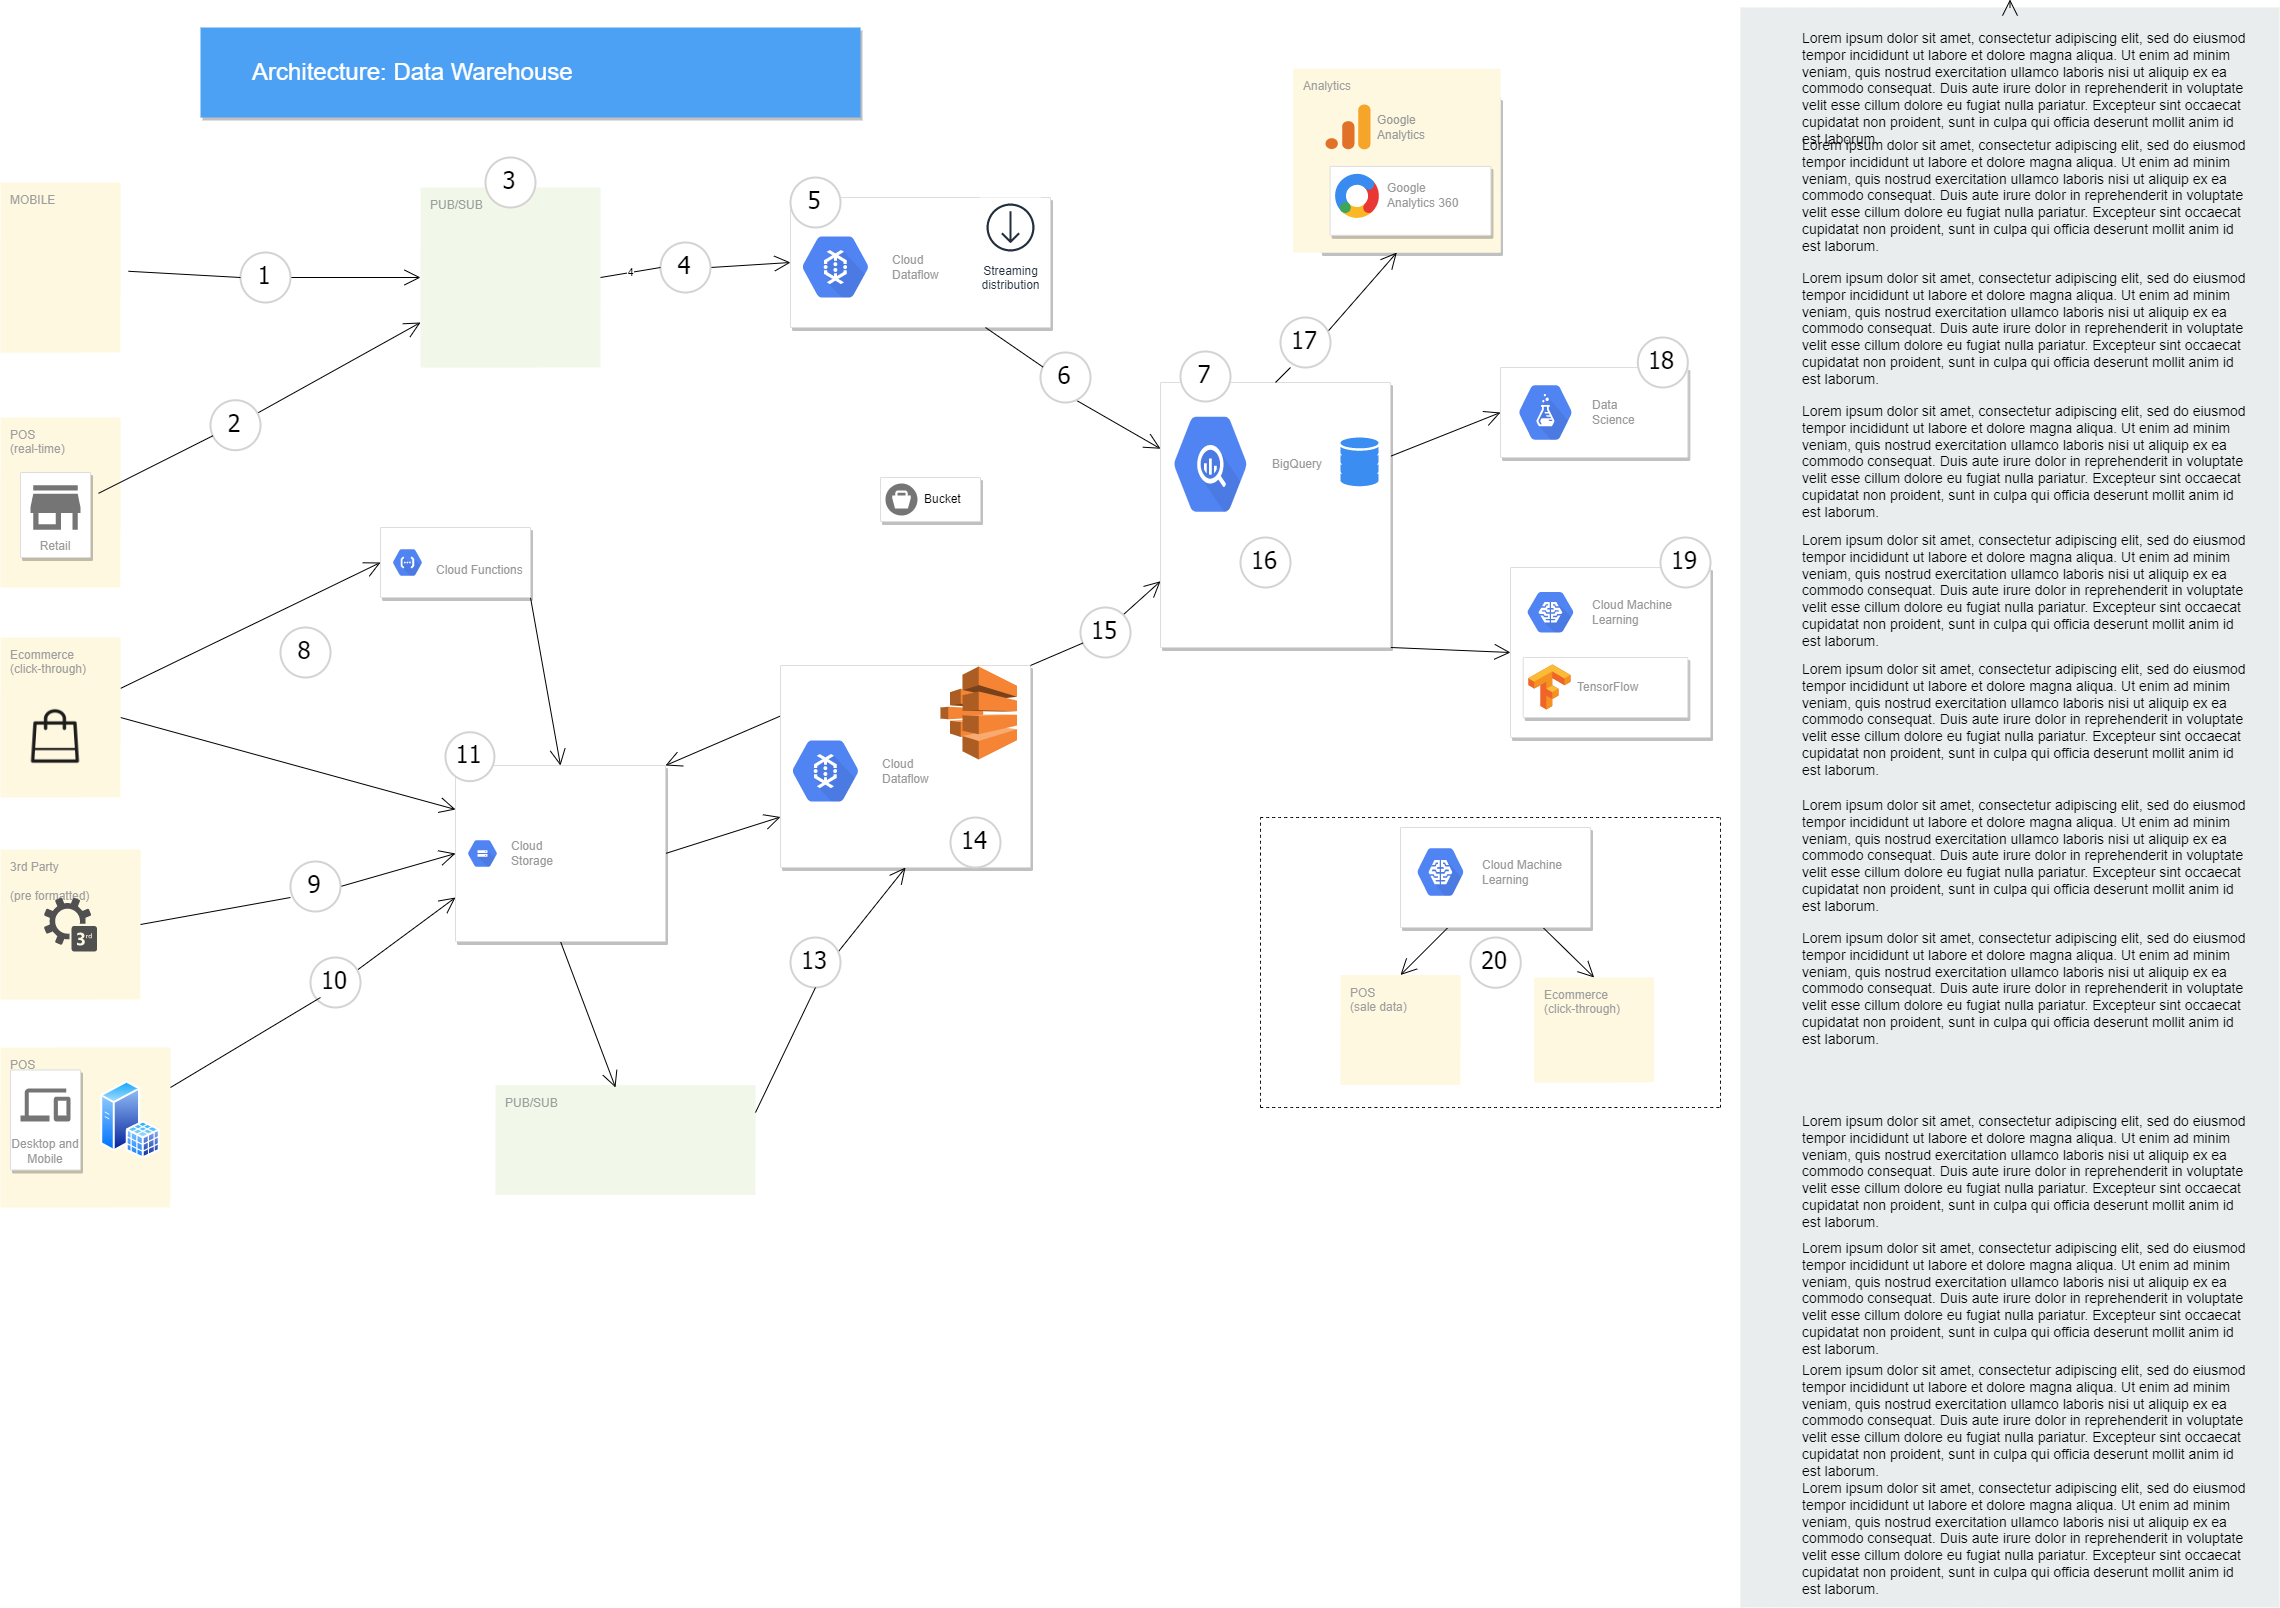 Architecture: Data Warehouse
MOBILE
1
PUB/SUB
3
4
4
5
Cloud
Dataflow
Streaming
distribution
6
Analytics
Google
Analytics
Google
Analytics 360
17
POS
(real-time)
Retail
2
7
BigQuery
16
Data
Science
18
Bucket
Cloud Functions
8
Cloud Machine
Learning
19
TensorFlow
Ecommerce
(click-through)
11
Cloud
Storage
Cloud
Dataflow
14
15
3rd Party
(pre formatted)
3rd
9
10
13
POS
Desktop and
Mobile
PUB/SUB
Cloud Machine
Learning
20
POS
(sale data)
Ecommerce
(click-through)
Lorem ipsum dolor sit amet, consectetur adipiscing elit, sed do eiusmod
tempor incididunt ut labore et dolore magna aliqua. Ut enim ad minim
veniam, quis nostrud exercitation ullamco laboris nisi ut aliquip ex ea
commodo consequat. Duis aute irure dolor in reprehenderit in voluptate
velit esse cillum dolore eu fugiat nulla pariatur. Excepteur sint occaecat
cupidatat non proident, sunt in culpa qui officia deserunt mollit anim id
est laborum.
Lorem ipsum dolor sit amet, consectetur adipiscing elit, sed do eiusmod
tempor incididunt ut labore et dolore magna aliqua. Ut enim ad minim
veniam, quis nostrud exercitation ullamco laboris nisi ut aliquip ex ea
commodo consequat. Duis aute irure dolor in reprehenderit in voluptate
velit esse cillum dolore eu fugiat nulla pariatur. Excepteur sint occaecat
cupidatat non proident, sunt in culpa qui officia deserunt mollit anim id
est laborum.
Lorem ipsum dolor sit amet, consectetur adipiscing elit, sed do eiusmod
tempor incididunt ut labore et dolore magna aliqua. Ut enim ad minim
veniam, quis nostrud exercitation ullamco laboris nisi ut aliquip ex ea
commodo consequat. Duis aute irure dolor in reprehenderit in voluptate
velit esse cillum dolore eu fugiat nulla pariatur. Excepteur sint occaecat
cupidatat non proident, sunt in culpa qui officia deserunt mollit anim id
est laborum.
Lorem ipsum dolor sit amet, consectetur adipiscing elit, sed do eiusmod
tempor incididunt ut labore et dolore magna aliqua. Ut enim ad minim
veniam, quis nostrud exercitation ullamco laboris nisi ut aliquip ex ea
commodo consequat. Duis aute irure dolor in reprehenderit in voluptate
velit esse cillum dolore eu fugiat nulla pariatur. Excepteur sint occaecat
cupidatat non proident, sunt in culpa qui officia deserunt mollit anim id
est laborum.
Lorem ipsum dolor sit amet, consectetur adipiscing elit, sed do eiusmod
tempor incididunt ut labore et dolore magna aliqua. Ut enim ad minim
veniam, quis nostrud exercitation ullamco laboris nisi ut aliquip ex ea
commodo consequat. Duis aute irure dolor in reprehenderit in voluptate
velit esse cillum dolore eu fugiat nulla pariatur. Excepteur sint occaecat
cupidatat non proident, sunt in culpa qui officia deserunt mollit anim id
est laborum.
Lorem ipsum dolor sit amet, consectetur adipiscing elit, sed do eiusmod
tempor incididunt ut labore et dolore magna aliqua. Ut enim ad minim
veniam, quis nostrud exercitation ullamco laboris nisi ut aliquip ex ea
commodo consequat. Duis aute irure dolor in reprehenderit in voluptate
velit esse cillum dolore eu fugiat nulla pariatur. Excepteur sint occaecat
cupidatat non proident, sunt in culpa qui officia deserunt mollit anim id
est laborum.
Lorem ipsum dolor sit amet, consectetur adipiscing elit, sed do eiusmod
tempor incididunt ut labore et dolore magna aliqua. Ut enim ad minim
veniam, quis nostrud exercitation ullamco laboris nisi ut aliquip ex ea
commodo consequat. Duis aute irure dolor in reprehenderit in voluptate
velit esse cillum dolore eu fugiat nulla pariatur. Excepteur sint occaecat
cupidatat non proident, sunt in culpa qui officia deserunt mollit anim id
est laborum.
Lorem ipsum dolor sit amet, consectetur adipiscing elit, sed do eiusmod
tempor incididunt ut labore et dolore magna aliqua. Ut enim ad minim
veniam, quis nostrud exercitation ullamco laboris nisi ut aliquip ex ea
commodo consequat. Duis aute irure dolor in reprehenderit in voluptate
velit esse cillum dolore eu fugiat nulla pariatur. Excepteur sint occaecat
cupidatat non proident, sunt in culpa qui officia deserunt mollit anim id
est laborum.
Lorem ipsum dolor sit amet, consectetur adipiscing elit, sed do eiusmod
tempor incididunt ut labore et dolore magna aliqua. Ut enim ad minim
veniam, quis nostrud exercitation ullamco laboris nisi ut aliquip ex ea
commodo consequat. Duis aute irure dolor in reprehenderit in voluptate
velit esse cillum dolore eu fugiat nulla pariatur. Excepteur sint occaecat
cupidatat non proident, sunt in culpa qui officia deserunt mollit anim id
est laborum.
Lorem ipsum dolor sit amet, consectetur adipiscing elit, sed do eiusmod
tempor incididunt ut labore et dolore magna aliqua. Ut enim ad minim
veniam, quis nostrud exercitation ullamco laboris nisi ut aliquip ex ea
commodo consequat. Duis aute irure dolor in reprehenderit in voluptate
velit esse cillum dolore eu fugiat nulla pariatur. Excepteur sint occaecat
cupidatat non proident, sunt in culpa qui officia deserunt mollit anim id
est laborum.
Lorem ipsum dolor sit amet, consectetur adipiscing elit, sed do eiusmod
tempor incididunt ut labore et dolore magna aliqua. Ut enim ad minim
veniam, quis nostrud exercitation ullamco laboris nisi ut aliquip ex ea
commodo consequat. Duis aute irure dolor in reprehenderit in voluptate
velit esse cillum dolore eu fugiat nulla pariatur. Excepteur sint occaecat
cupidatat non proident, sunt in culpa qui officia deserunt mollit anim id
est laborum.
Lorem ipsum dolor sit amet, consectetur adipiscing elit, sed do eiusmod
tempor incididunt ut labore et dolore magna aliqua. Ut enim ad minim
veniam, quis nostrud exercitation ullamco laboris nisi ut aliquip ex ea
commodo consequat. Duis aute irure dolor in reprehenderit in voluptate
velit esse cillum dolore eu fugiat nulla pariatur. Excepteur sint occaecat
cupidatat non proident, sunt in culpa qui officia deserunt mollit anim id
est laborum.